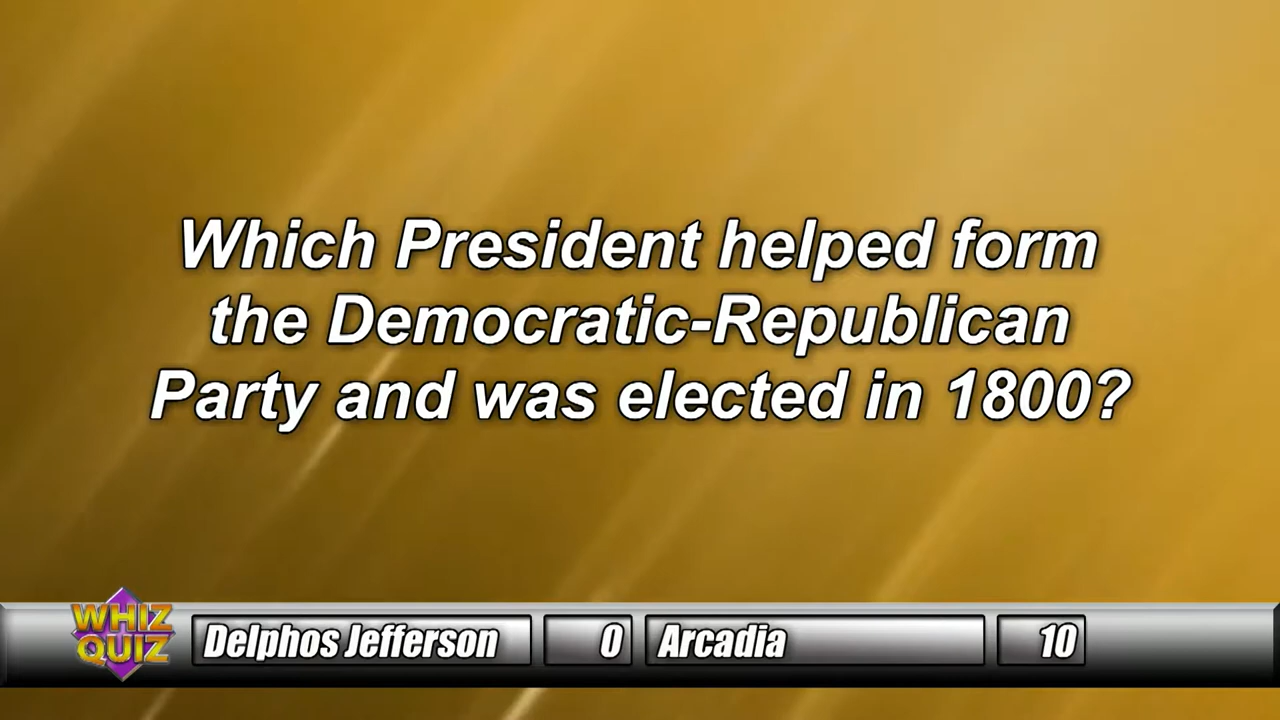 Which President helped form
the Democratic-Republican
Party and was elected in 1800?
WHIZ
QUIZ
Delphos Jefferson 0 Arcadia 10